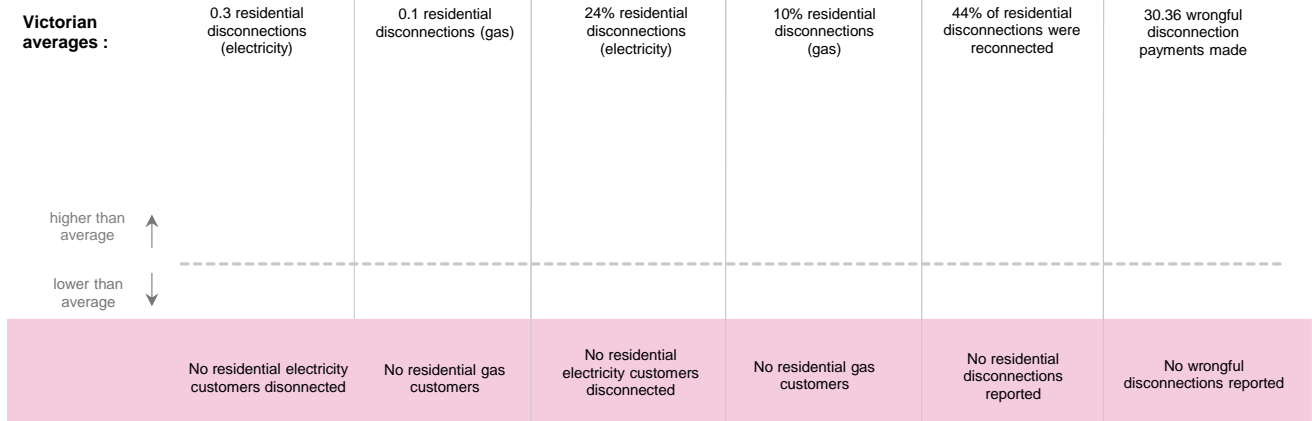 Victorian
averages :
0.3 residential
disconnections
(electricity)
0.1 residential
disconnections (gas)
24% residential
disconnections
(electricity)
10% residential
disconnections
(gas)
44% of residential
disconnections were
reconnected
30.36 wrongful
disconnection
payments made
higher than
average
lower than
average
No residential electricity
customers disonnected
No residential gas
customers
No residential
electricity customers
disconnected
No residential gas
customers
No residential
disconnections
reported
No wrongful
disconnections reported